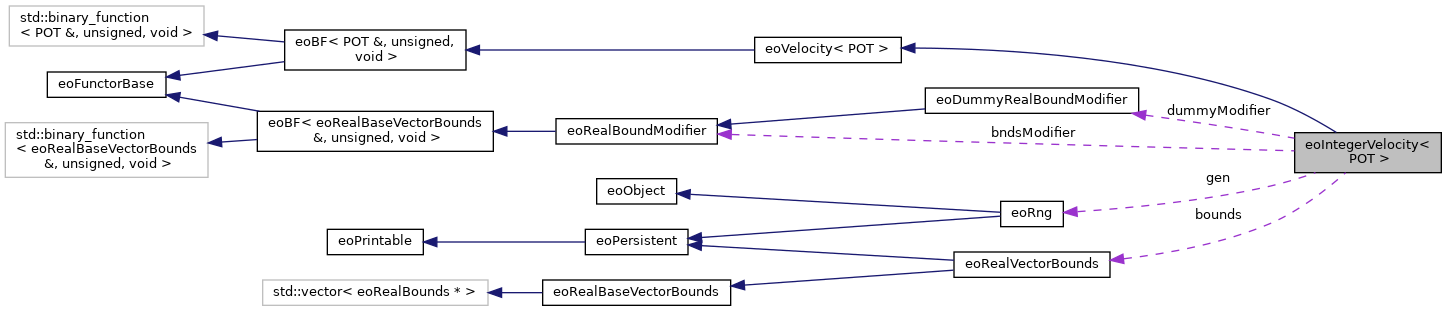 std::binary_function
< POT &, unsigned, void >
eoBF< POT &, unsigned,
void >
eoVelocity< POT >
eoFunctorBase
eoDummyRealBoundModifier
dummyModifier
eoBF< eoRealBaseVectorBounds
&, unsigned, void >
eoRealBoundModifier
bndsModifier
std::binary_function
< eoRealBaseVectorBounds
&, unsigned, void >
eoIntegerVelocity<
POT >
gen
eoObject
eoRng
bounds
eoPrintable
eoPersistent
eoRealVectorBounds
std::vector< eoRealBounds * >
eoRealBaseVectorBounds